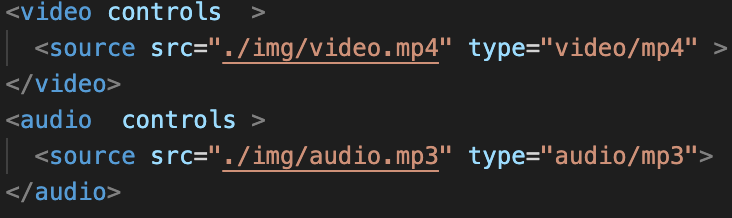 <video controls  >
  <source src="./img/video.mp4" type="video/mp4" >
</video>
<audio  controls >
  <source src="./img/audio.mp3" type="audio/mp3">
</audio>